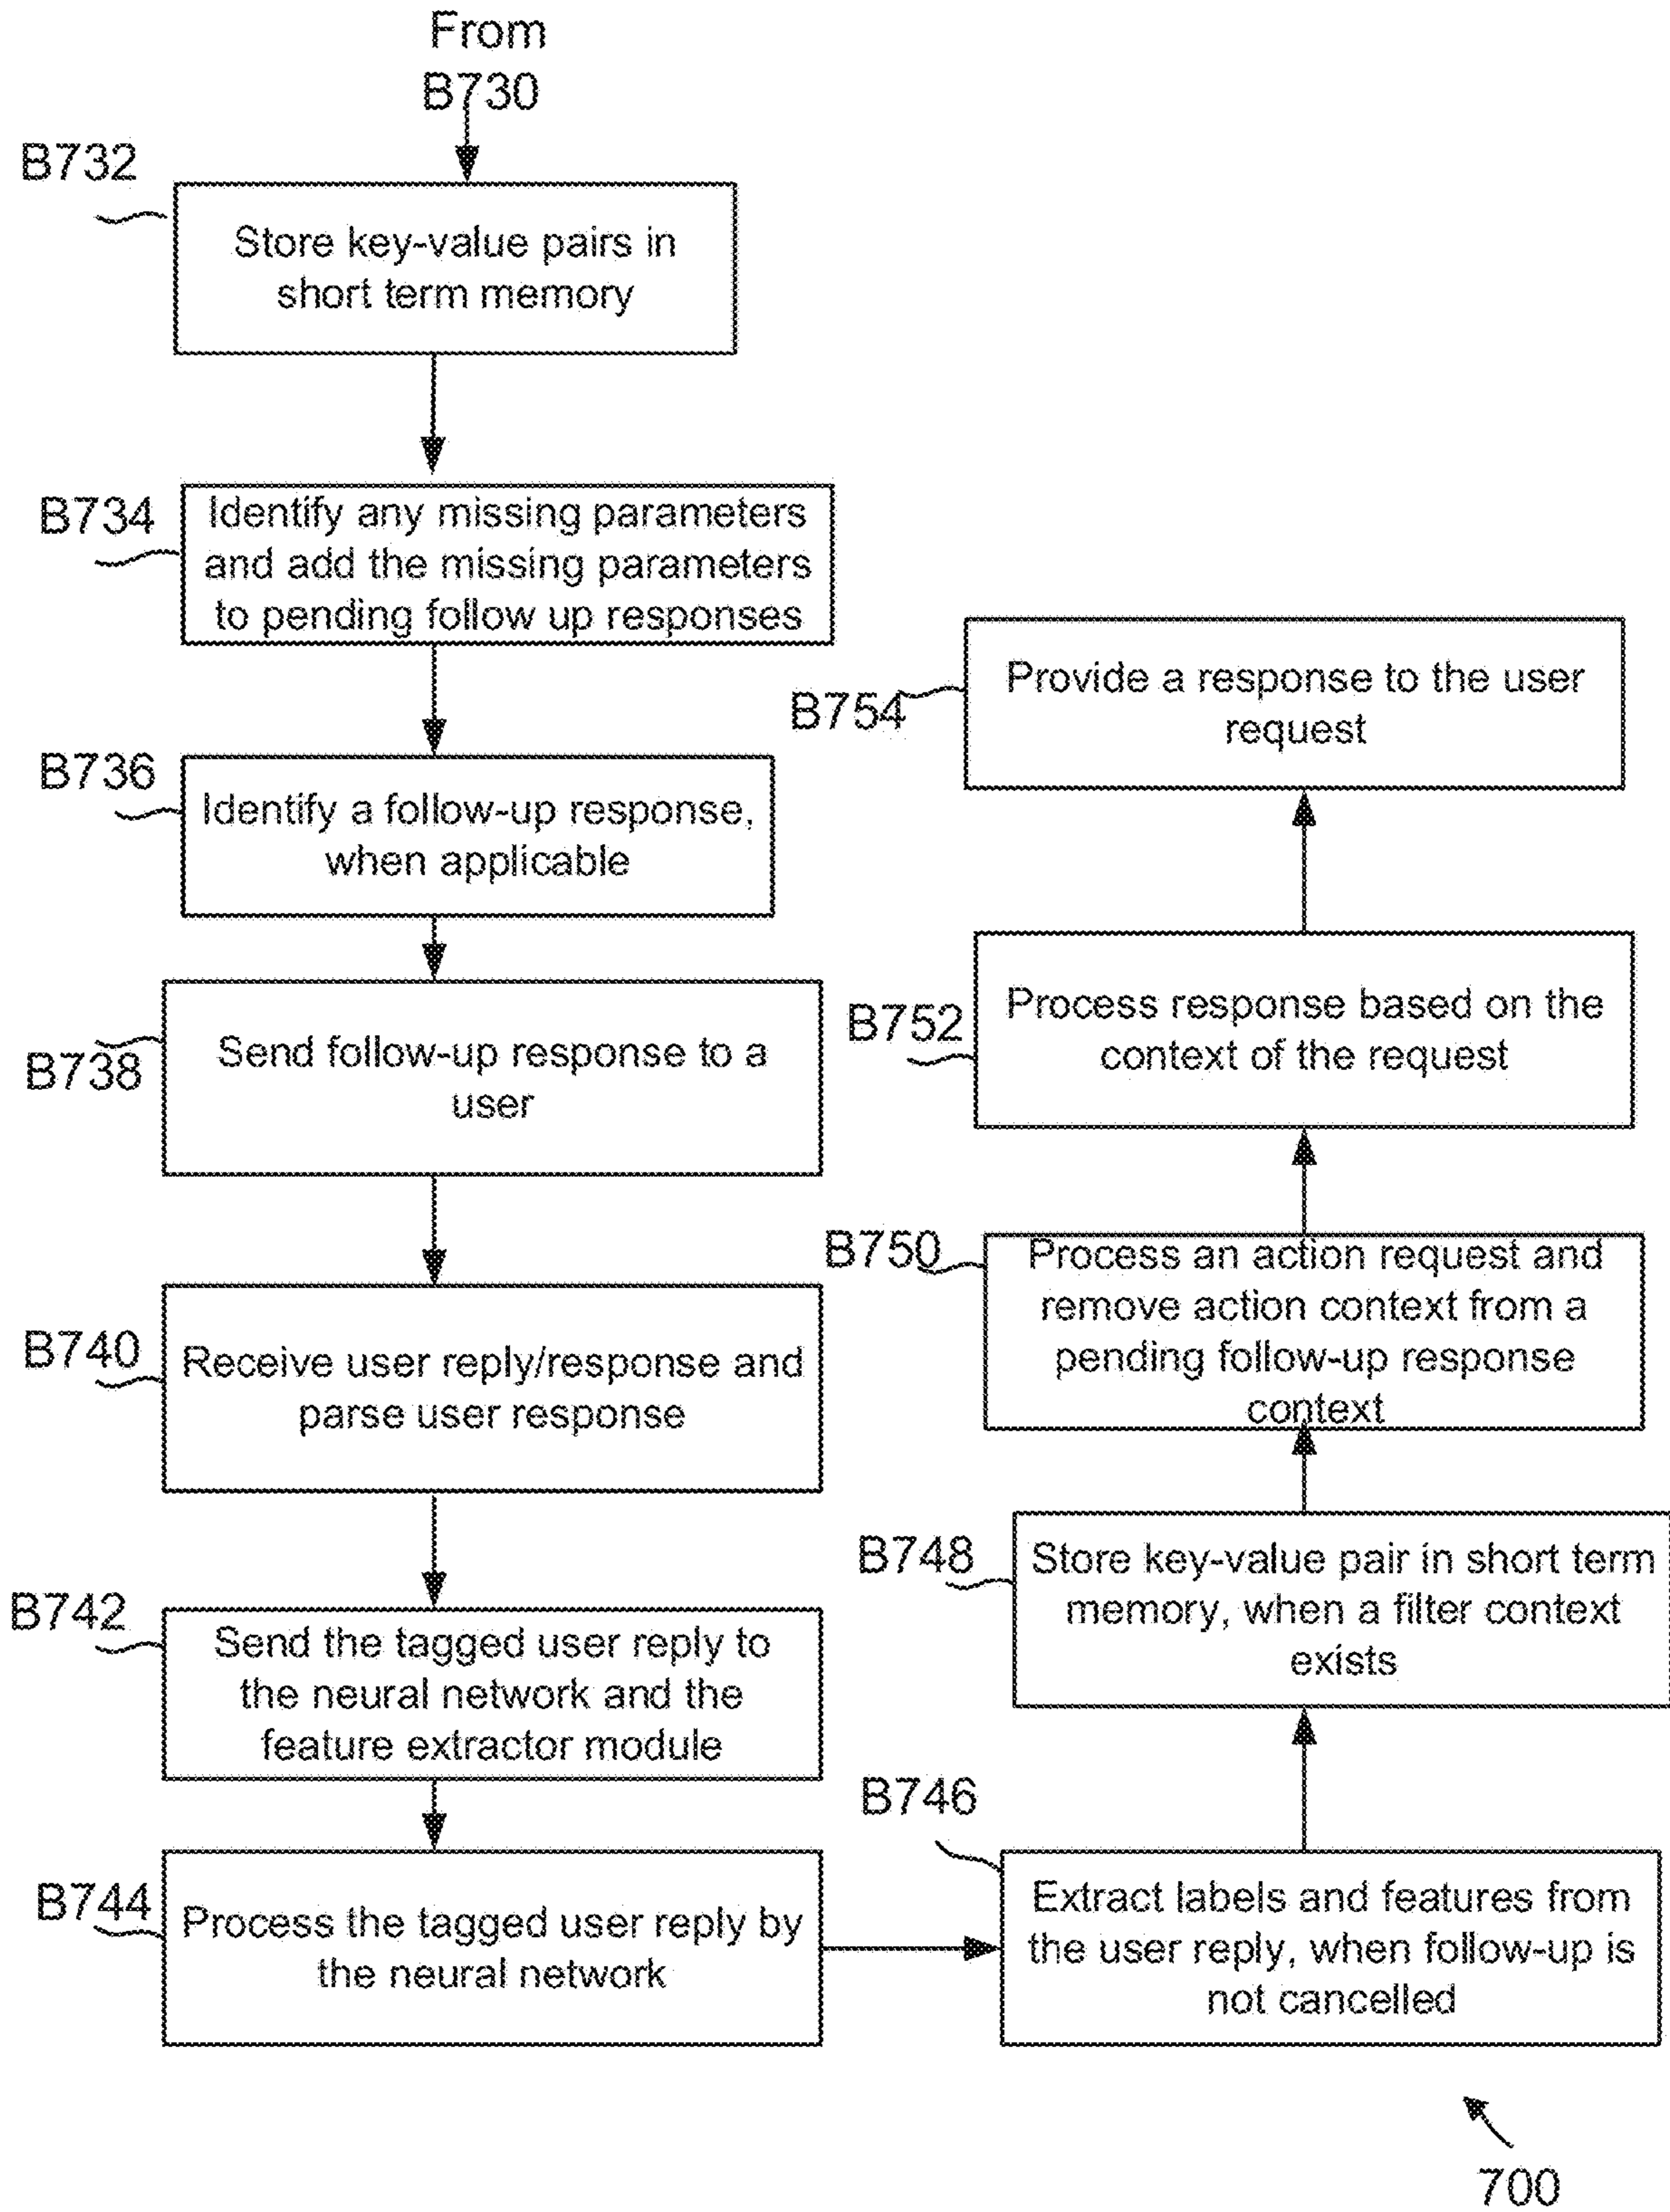 From
B730
B732
Store key-value pairs in
short term memory
B734
Identify any missing parameters
and add the missing parameters
to pending follow up responses
B736
Identify a follow-up response,
when applicable
B738
Send follow-up response to a
user
B740
Receive user reply/response and
parse user response
B742
Send the tagged user reply to
the neural network and the
feature extractor module
B744
Process the tagged user reply by
the neural network
B746
Extract labels and features from
the user reply, when follow-up is
not cancelled
B748
Store key-value pair in short term
memory, when a filter context
exists
B750
Process an action request and
remove action context from a
pending follow-up response
context
B752
Process response based on the
context of the request
B754
Provide a response to the user
request
700